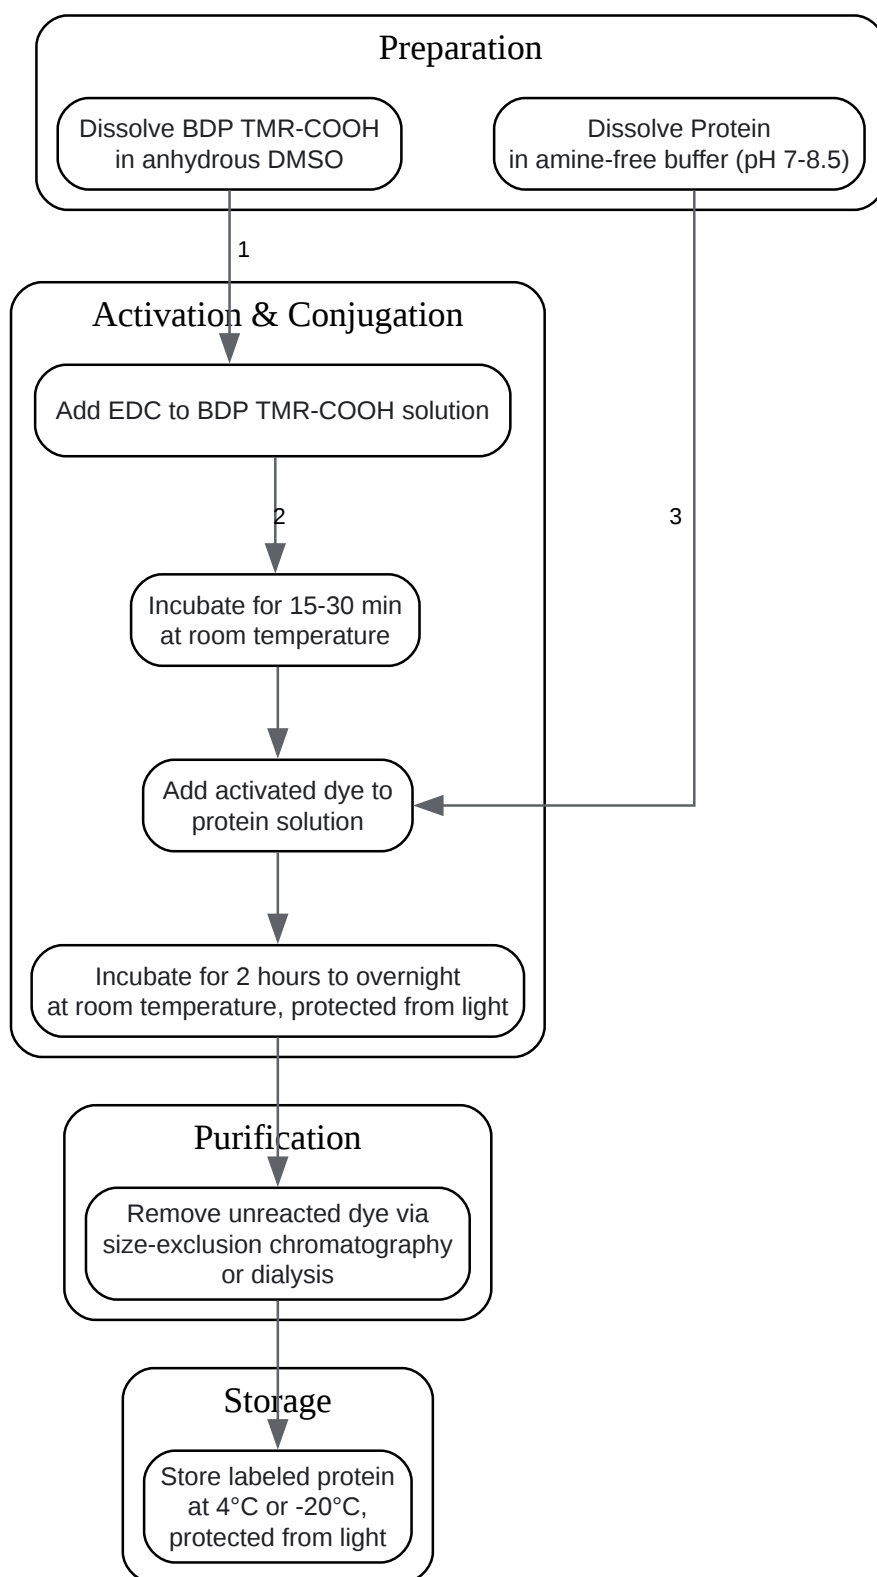 Preparation
Dissolve BDP TMR-COOH
in anhydrous DMSO
Dissolve Protein
in amine-free buffer (pH 7-8.5)
1
Activation & Conjugation
Add EDC to BDP TMR-COOH solution
2
3
Incubate for 15-30 min
at room temperature
Add activated dye to
protein solution
Incubate for 2 hours to overnight
at room temperature, protected from light
Purification
Remove unreacted dye via
size-exclusion chromatography
or dialysis
Storage
Store labeled protein
at 4°C or -20°C,
protected from light